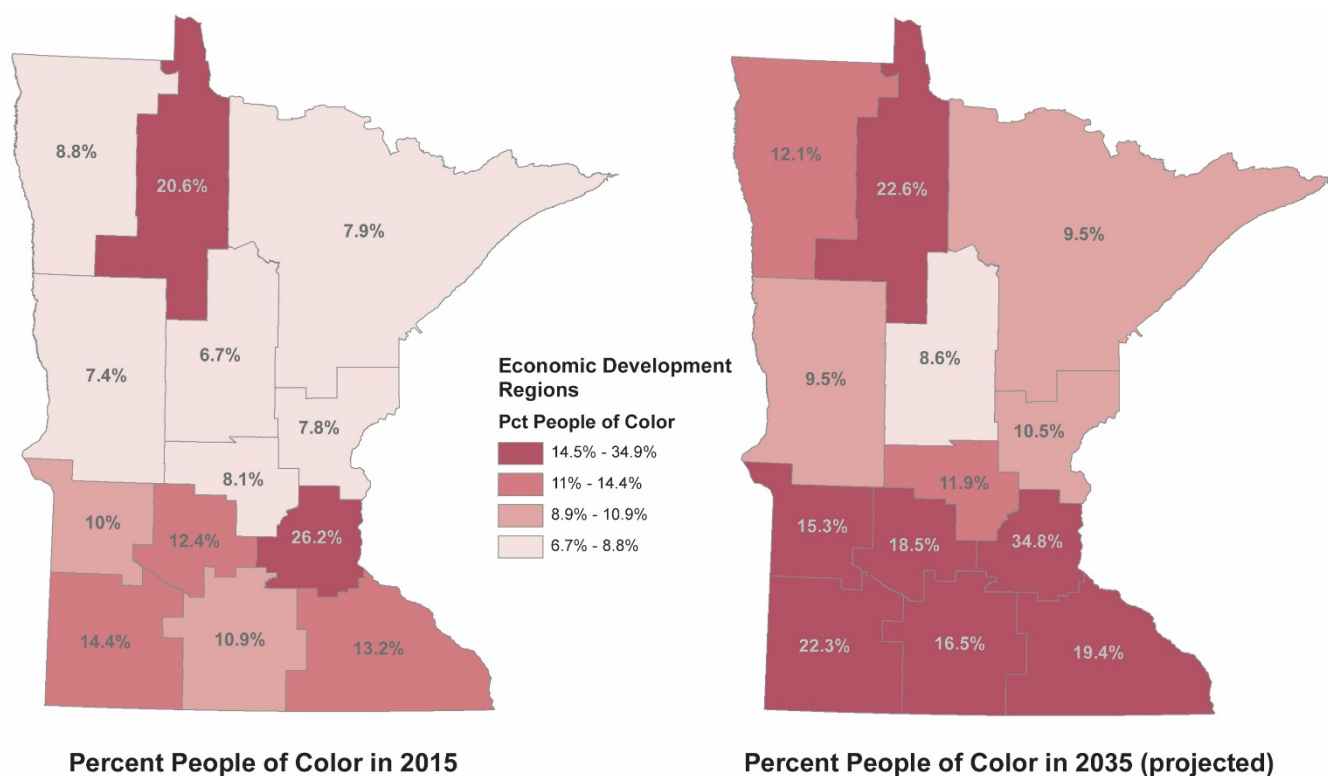 8.8%
20.6%
7.9%
6.7%
7.4%
7.8%
8.1%
10%
12.4%
26.2%
14.4%
10.9%
13.2%
Percent People of Color in 2015
Economic Development
Regions
Pct People of Color
14.5% - 34.9%
11% - 14.4%
8.9% - 10.9%
6.7% - 8.8%
12.1%
22.6%
9.5%
8.6%
9.5%
10.5%
11.9%
15.3%
18.5%
34.8%
22.3%
16.5%
19.4%
Percent People of Color in 2035 (projected)